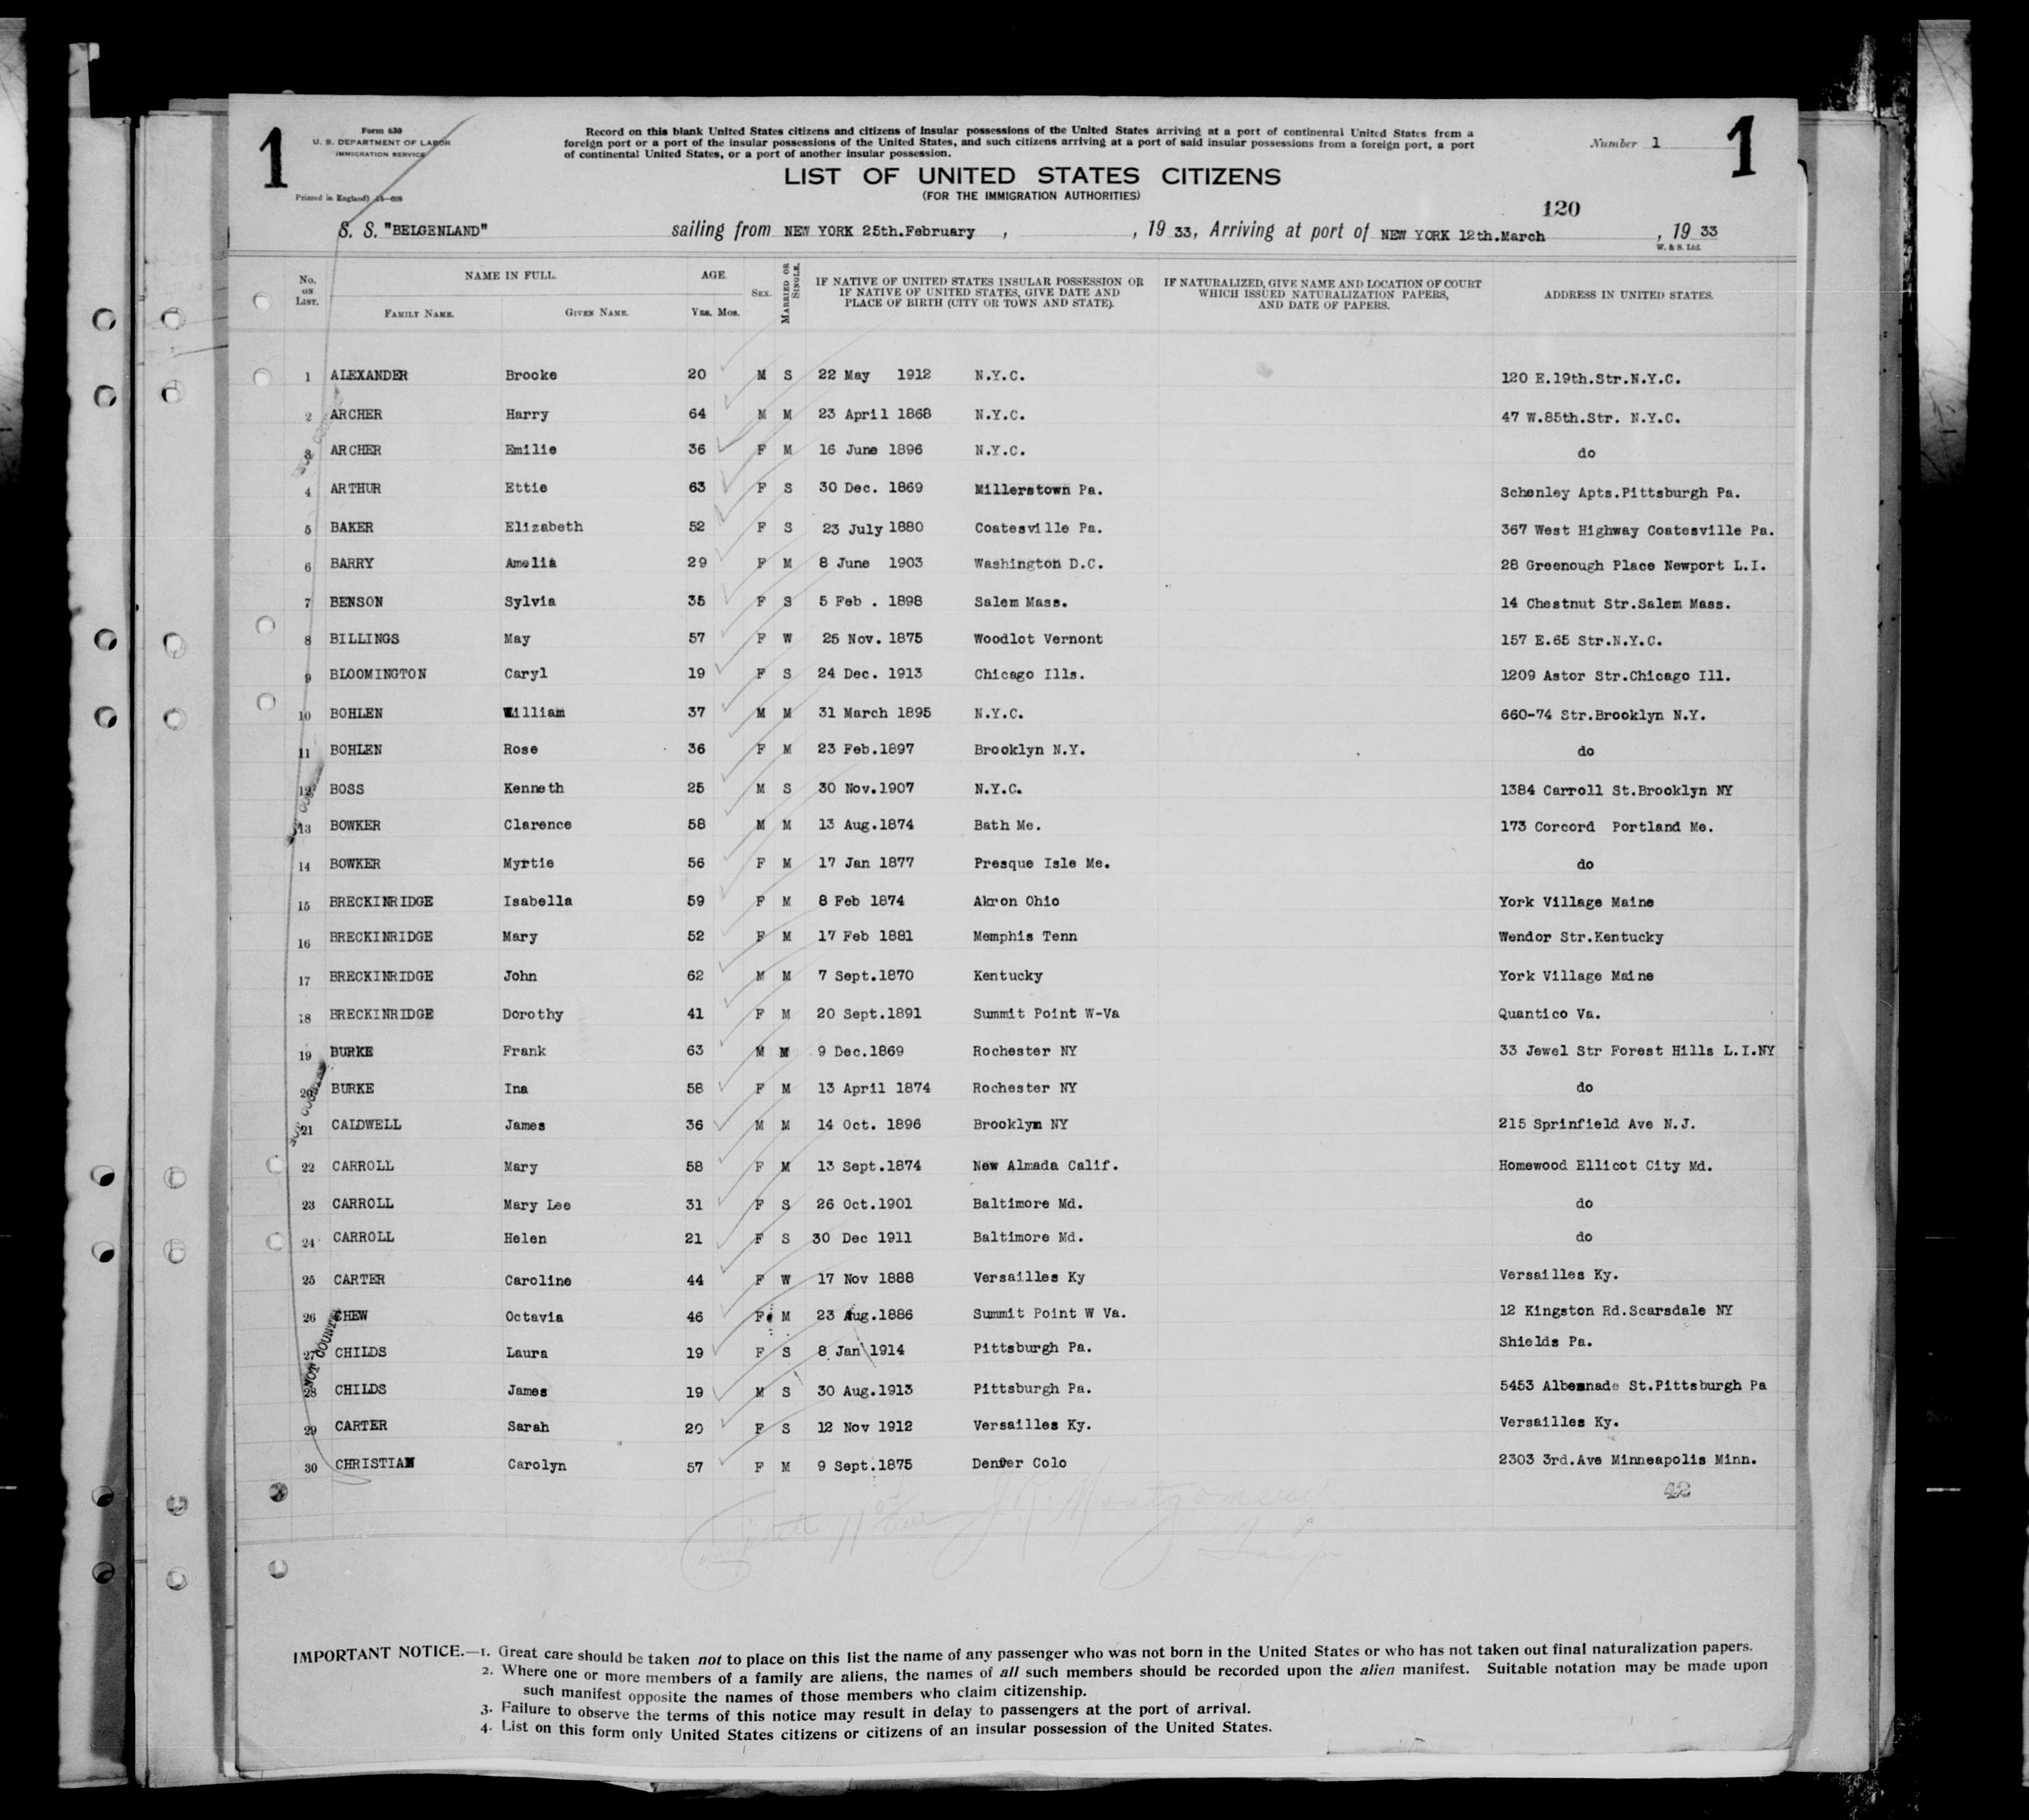 1
Form 630
U. S. DEPARTMENT OF LABOR
IMMIGRATION SERVICE
Printed in England)
Record on this blank United States citizens and citizens of insular possessions of the United States arriving at a port of continental United States from a
foreign port or a port of the insular possessions of the United States, and such citizens arriving at a port of said insular possessions from a foreign port, a port
of continental United States, or a port of another insular possession.
Number 1
1
LIST OF UNITED STATES CITIZENS
(FOR THE IMMIGRATION AUTHORITIES)
120
S. S. "BELGENLAND" sailing from NEW YORK 25th.February , , 19 33, Arriving at port of NEW YORK 12th.March , 19 33
W. & S. Ltd.
No. ON LIST. NAME IN FULL. FAMILY NAME. GIVEN NAME. AGE. YRS. MOS. SEX. MARRIED OR SINGLE. IF NATIVE OF UNITED STATES INSULAR POSSESSION OR IF NATIVE OF UNITED STATES, GIVE DATE AND PLACE OF BIRTH (CITY OR TOWN AND STATE). IF NATURALIZED, GIVE NAME AND LOCATION OF COURT WHICH ISSUED NATURALIZATION PAPERS, AND DATE OF PAPERS. ADDRESS IN UNITED STATES.
1 ALEXANDER Brooke 20 M S 22 May 1912 N.Y.C. 120 E.19th.Str.N.Y.C.
2 ARCHER Harry 64 M M 23 April 1868 N.Y.C. 47 W.85th.Str. N.Y.C.
3 ARCHER Emilie 36 F M 16 June 1896 N.Y.C. do
4 ARTHUR Ettie 63 F S 30 Dec. 1869 Millerstown Pa. Schenley Apts.Pittsburgh Pa.
5 BAKER Elizabeth 52 F S 23 July 1880 Coatesville Pa. 367 West Highway Coatesville Pa.
6 BARRY Amelia 29 F M 8 June 1903 Washington D.C. 28 Greenough Place Newport L.I.
7 BENSON Sylvia 35 F S 5 Feb . 1898 Salem Mass. 14 Chestnut Str.Salem Mass.
8 BILLINGS May 57 F W 25 Nov. 1875 Woodlot Vernont 157 E.65 Str.N.Y.C.
9 BLOOMINGTON Caryl 19 F S 24 Dec. 1913 Chicago Ills. 1209 Astor Str.Chicago Ill.
10 BOHLEN William 37 M M 31 March 1895 N.Y.C. 660-74 Str.Brooklyn N.Y.
11 BOHLEN Rose 36 F M 23 Feb.1897 Brooklyn N.Y. do
12 BOSS Kenneth 25 M S 30 Nov.1907 N.Y.C. 1384 Carroll St.Brooklyn NY
13 BOWKER Clarence 58 M M 13 Aug.1874 Bath Me. 173 Corcord Portland Me.
14 BOWKER Myrtie 56 F M 17 Jan 1877 Presque Isle Me. do
15 BRECKINRIDGE Isabella 59 F M 8 Feb 1874 Akron Ohio York Village Maine
16 BRECKINRIDGE Mary 52 F M 17 Feb 1881 Memphis Tenn Wendor Str.Kentucky
17 BRECKINRIDGE John 62 M M 7 Sept.1870 Kentucky York Village Maine
18 BRECKINRIDGE Dorothy 41 F M 20 Sept.1891 Summit Point W-Va Quantico Va.
19 BURKE Frank 63 M M 9 Dec.1869 Rochester NY 33 Jewel Str Forest Hills L.I.NY
20 BURKE Ina 58 F M 13 April 1874 Rochester NY do
21 CALDWELL James 36 M M 14 Oct. 1896 Brooklyn NY 215 Sprinfield Ave N.J.
22 CARROLL Mary 58 F M 13 Sept.1874 New Almada Calif. Homewood Ellicot City Md.
23 CARROLL Mary Lee 31 F S 26 Oct.1901 Baltimore Md. do
24 CARROLL Helen 21 F S 30 Dec 1911 Baltimore Md. do
25 CARTER Caroline 44 F W 17 Nov 1888 Versailles Ky Versailles Ky.
26 CHEW Octavia 46 F M 23 Aug.1886 Summit Point W Va. 12 Kingston Rd.Scarsdale NY
27 CHILDS Laura 19 F S 8 Jan 1914 Pittsburgh Pa. Shields Pa.
28 CHILDS James 19 M S 30 Aug.1913 Pittsburgh Pa. 5453 St.Pittsburgh Pa
29 CARTER Sarah 20 F S 12 Nov 1912 Versailles Ky. Versailles Ky.
30 CHRISTIAN Carolyn 57 F M 9 Sept.1875 Denver Colo 2303 3rd.Ave Minneapolis Minn.
J. R. Montgomery
IMPORTANT NOTICE.—1. Great care should be taken not to place on this list the name of any passenger who was not born in the United States or who has not taken out final naturalization papers.
2. Where one or more members of a family are aliens, the names of all such members should be recorded upon the alien manifest. Suitable notation may be made upon
such manifest opposite the names of those members who claim citizenship.
3. Failure to observe the terms of this notice may result in delay to passengers at the port of arrival.
4. List on this form only United States citizens or citizens of an insular possession of the United States.